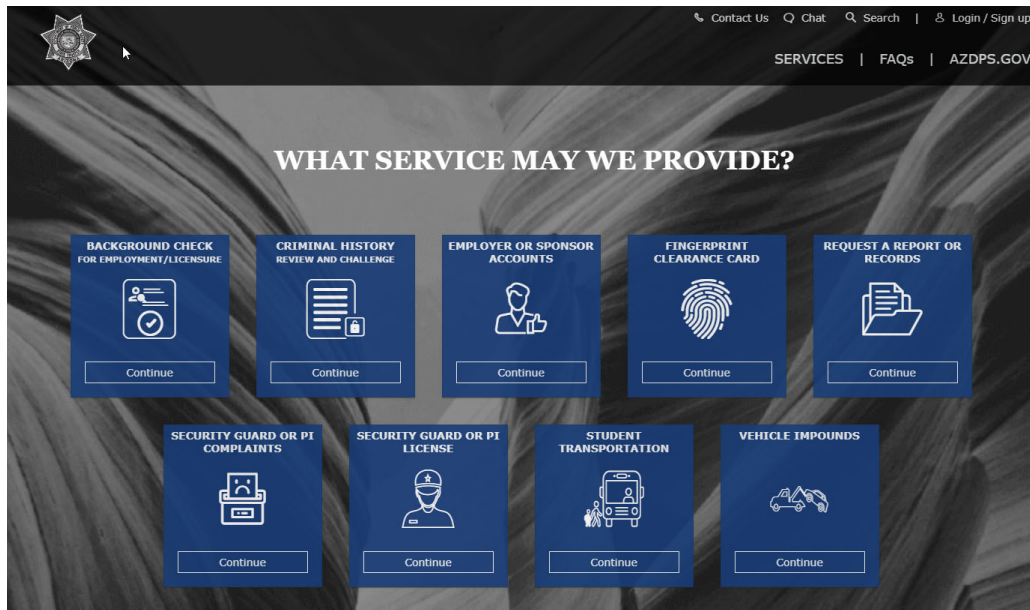 Contact Us Chat Search | Login / Sign up
SERVICES | FAQs | AZDPS.GOV
WHAT SERVICE MAY WE PROVIDE?
BACKGROUND CHECK
FOR EMPLOYMENT/LICENSURE
Continue
CRIMINAL HISTORY
REVIEW AND CHALLENGE
Continue
EMPLOYER OR SPONSOR
ACCOUNTS
Continue
FINGERPRINT
CLEARANCE CARD
Continue
REQUEST A REPORT OR
RECORDS
Continue
SECURITY GUARD OR PI
COMPLAINTS
Continue
SECURITY GUARD OR PI
LICENSE
Continue
STUDENT
TRANSPORTATION
Continue
VEHICLE IMPOUNDS
Continue